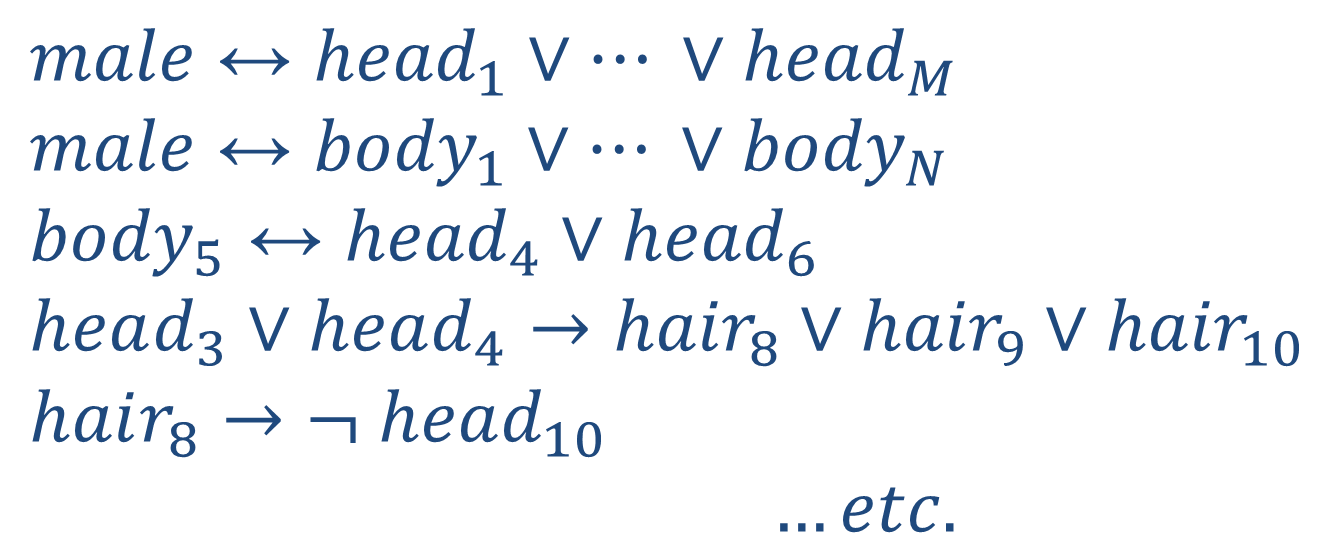 male ↔ head₁ ∨ ⋯ ∨ head_M
male ↔ body₁ ∨ ⋯ ∨ body_N
body₅ ↔ head₄ ∨ head₆
head₃ ∨ head₄ → hair₈ ∨ hair₉ ∨ hair₁₀
hair₈ → ¬ head₁₀
… etc.